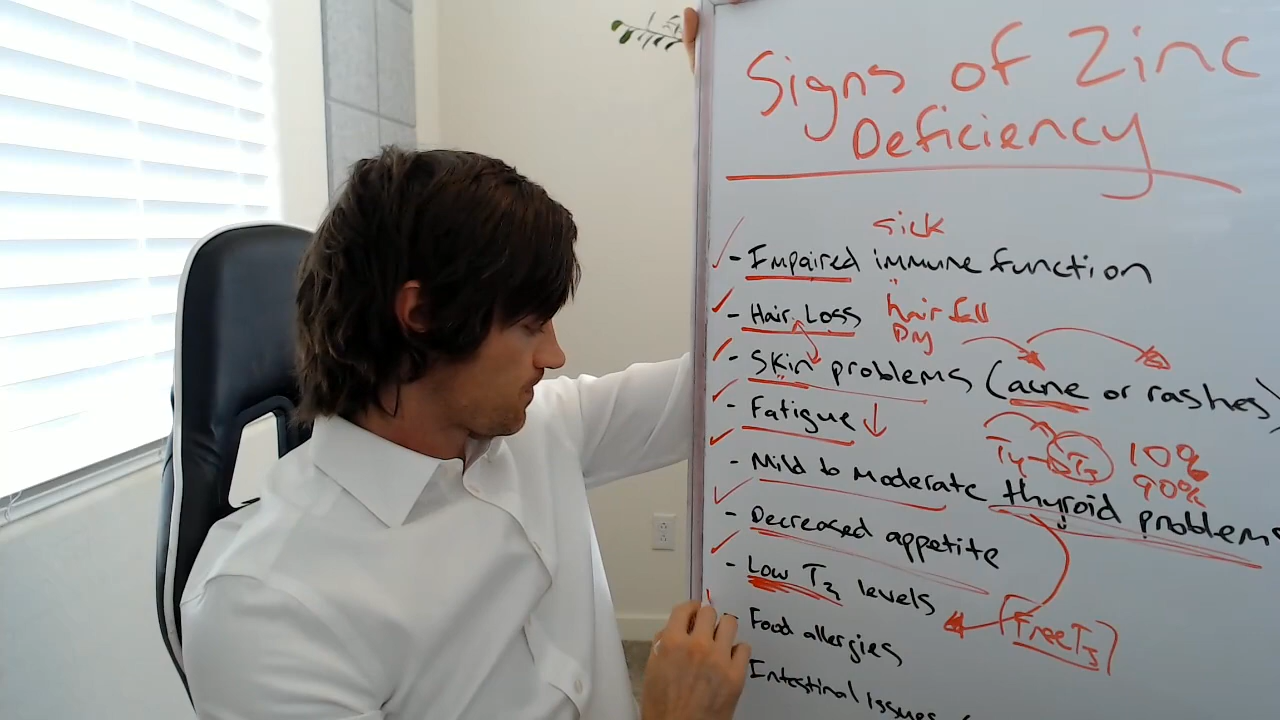 Signs of Zinc
Deficiency
sick
- Impaired immune function
- Hair Loss hair fall
Dry
- Skin problems (acne or rashes)
- Fatigue ↓
T4 → T3 10%
90%
- Mild to Moderate thyroid problems
- Decreased appetite
- Low T3 levels
Free T3
- Food allergies
Intestinal Issues